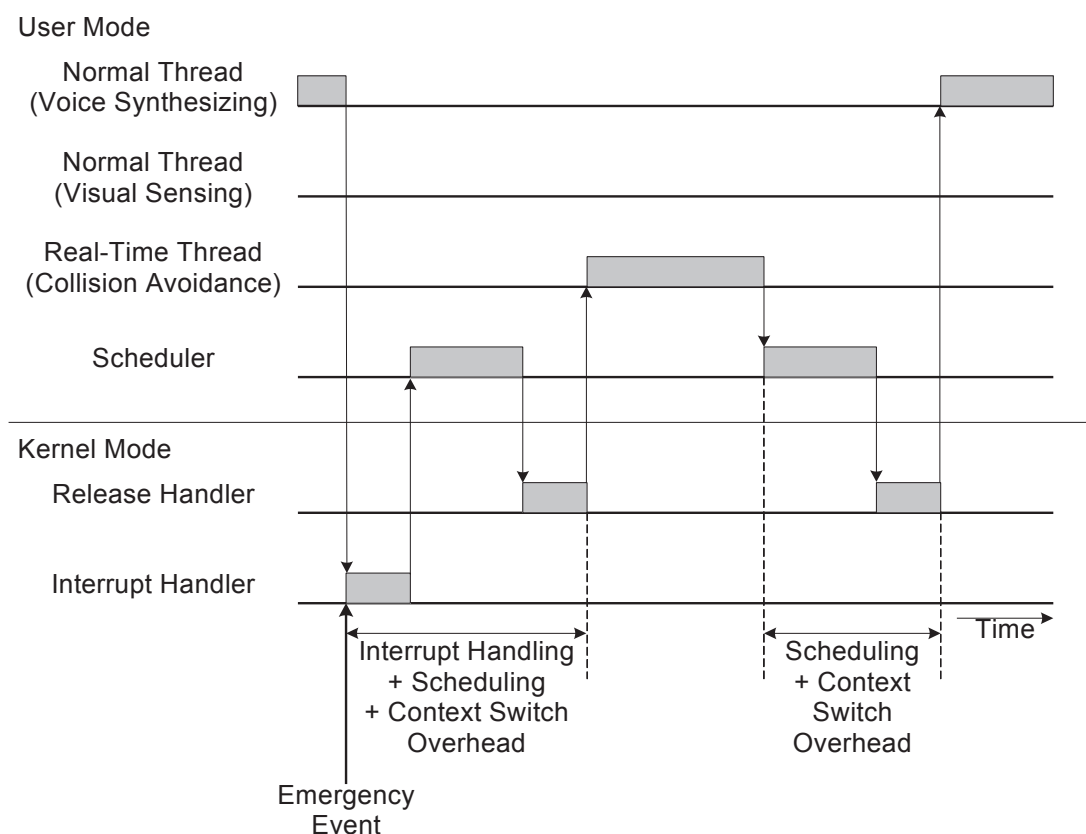 User Mode
Normal Thread
(Voice Synthesizing)
Normal Thread
(Visual Sensing)
Real-Time Thread
(Collision Avoidance)
Scheduler
Kernel Mode
Release Handler
Interrupt Handler
Time
Interrupt Handling
+ Scheduling
+ Context Switch
Overhead
Scheduling
+ Context
Switch
Overhead
Emergency
Event